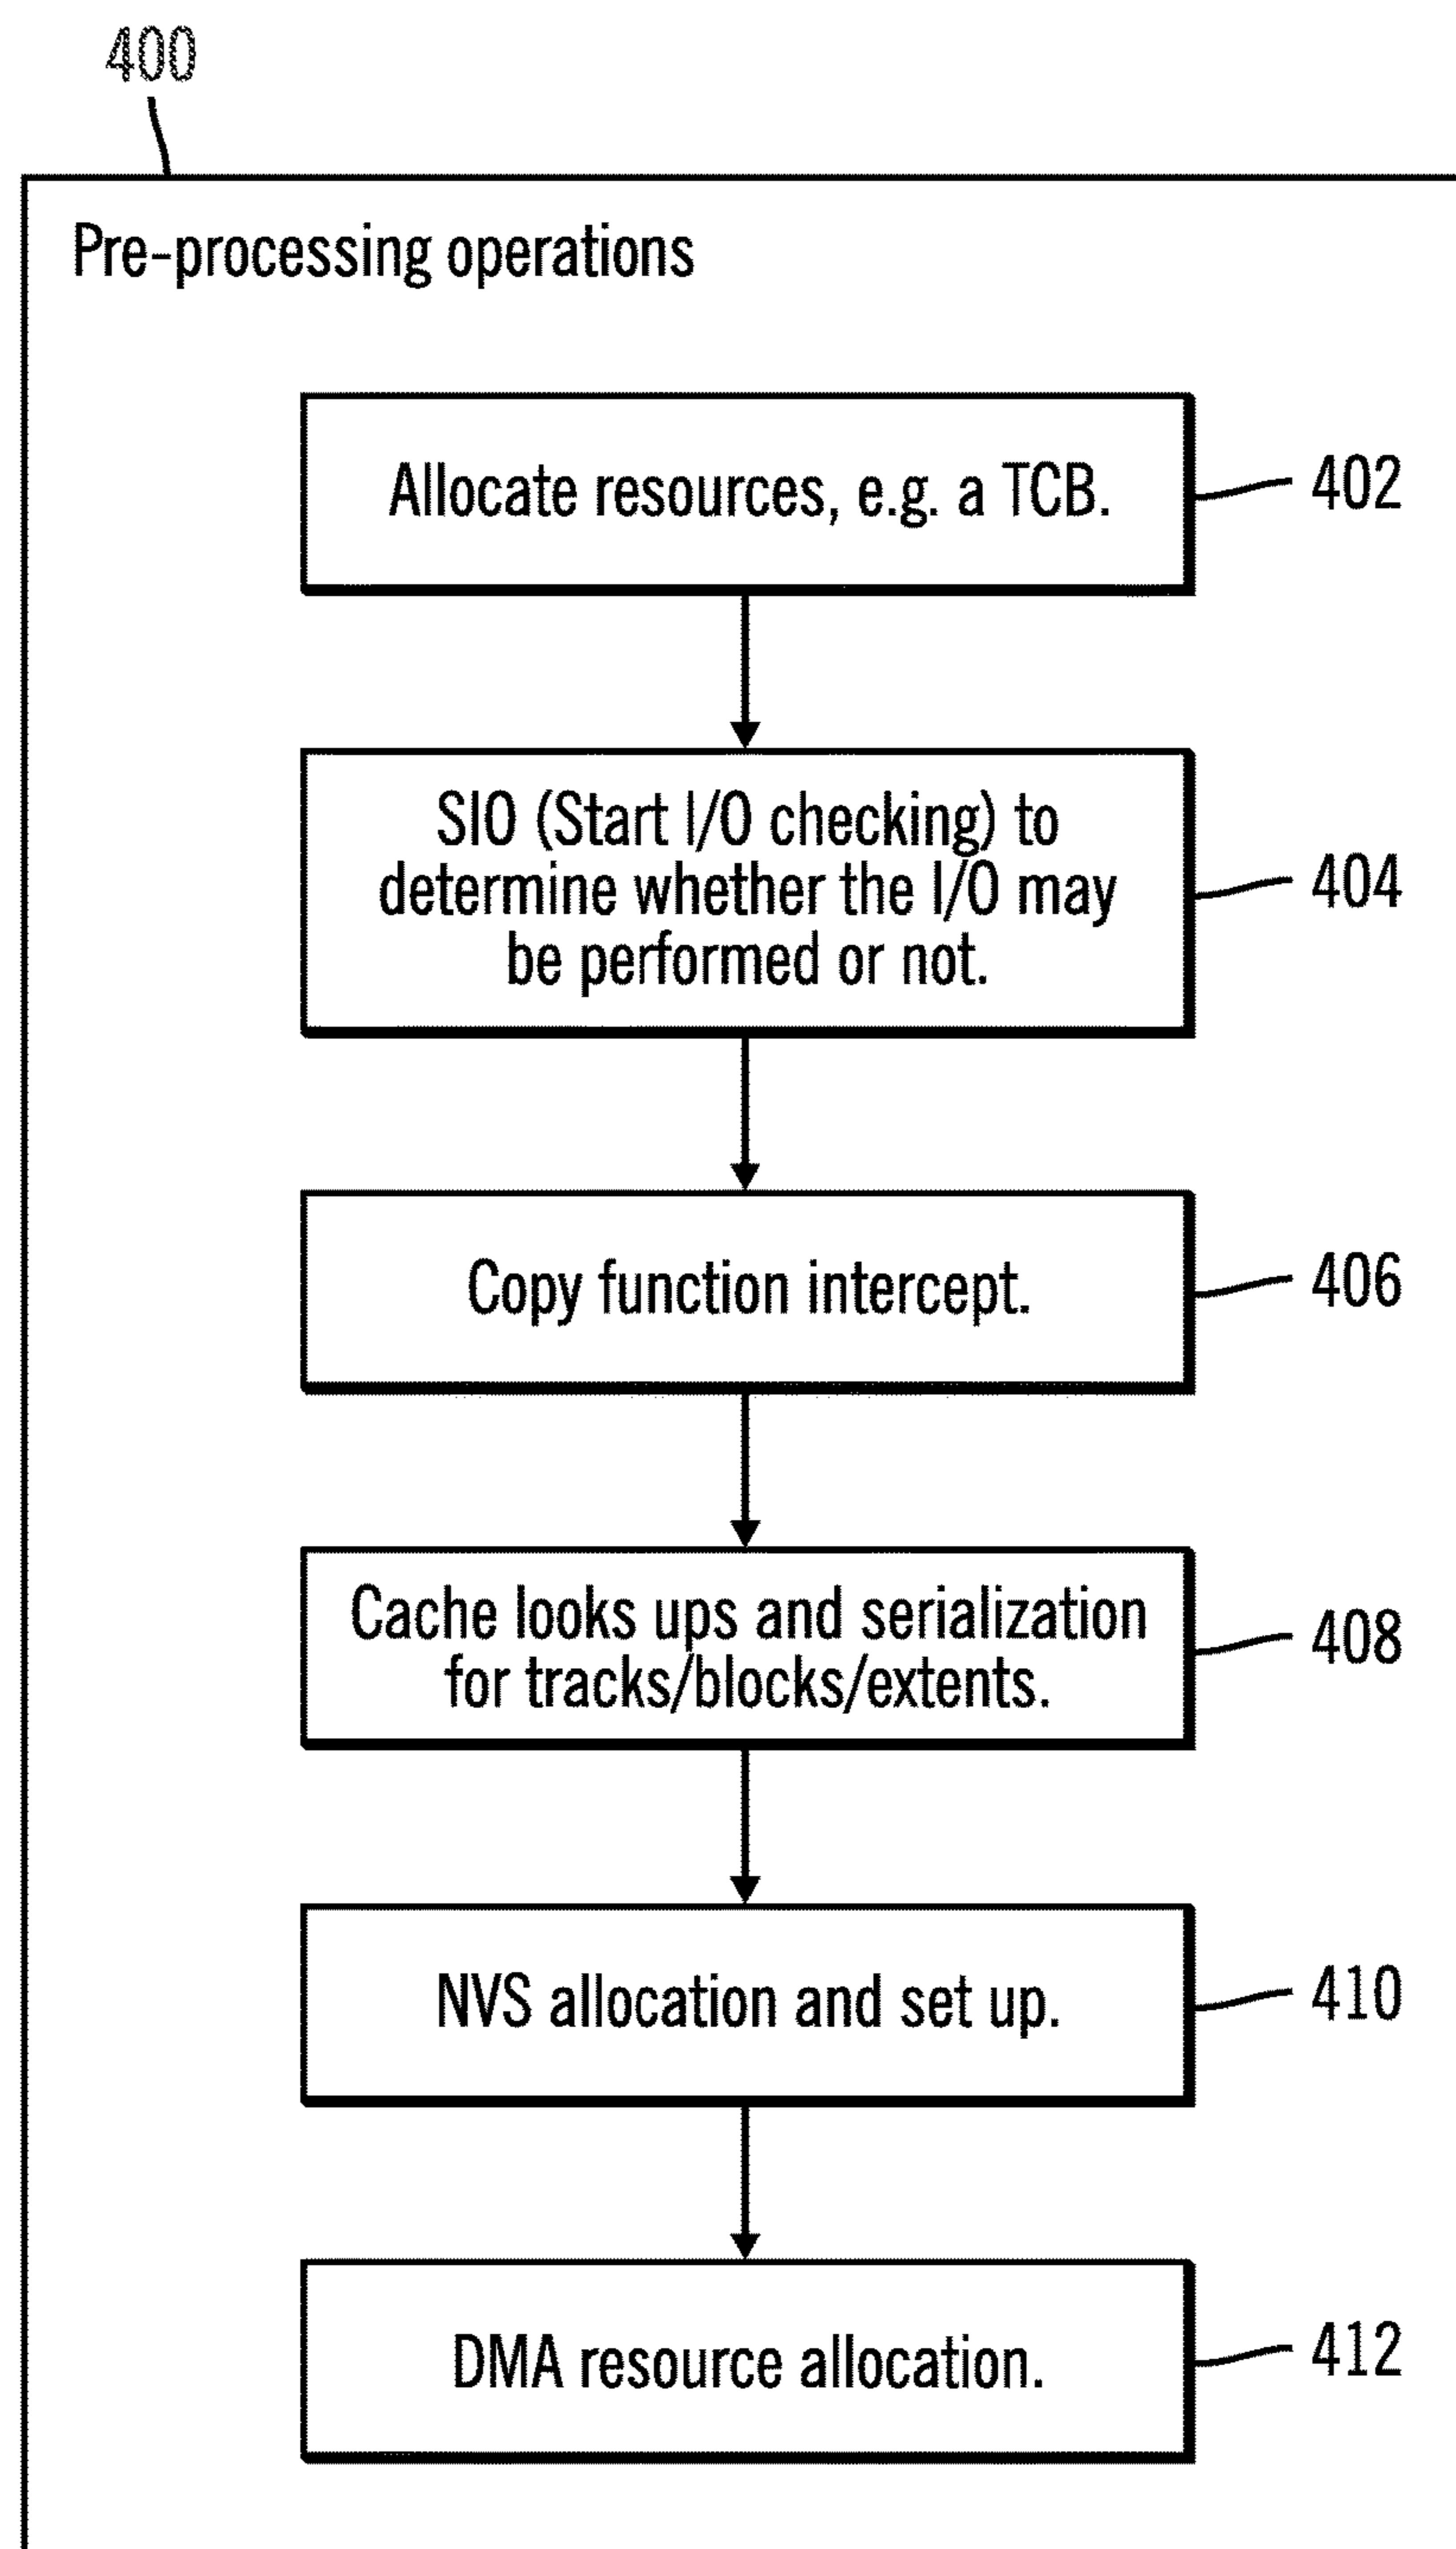 400
Pre-processing operations
Allocate resources, e.g. a TCB.
402
SIO (Start I/O checking) to
determine whether the I/O may
be performed or not.
404
Copy function intercept.
406
Cache looks ups and serialization
for tracks/blocks/extents.
408
NVS allocation and set up.
410
DMA resource allocation.
412